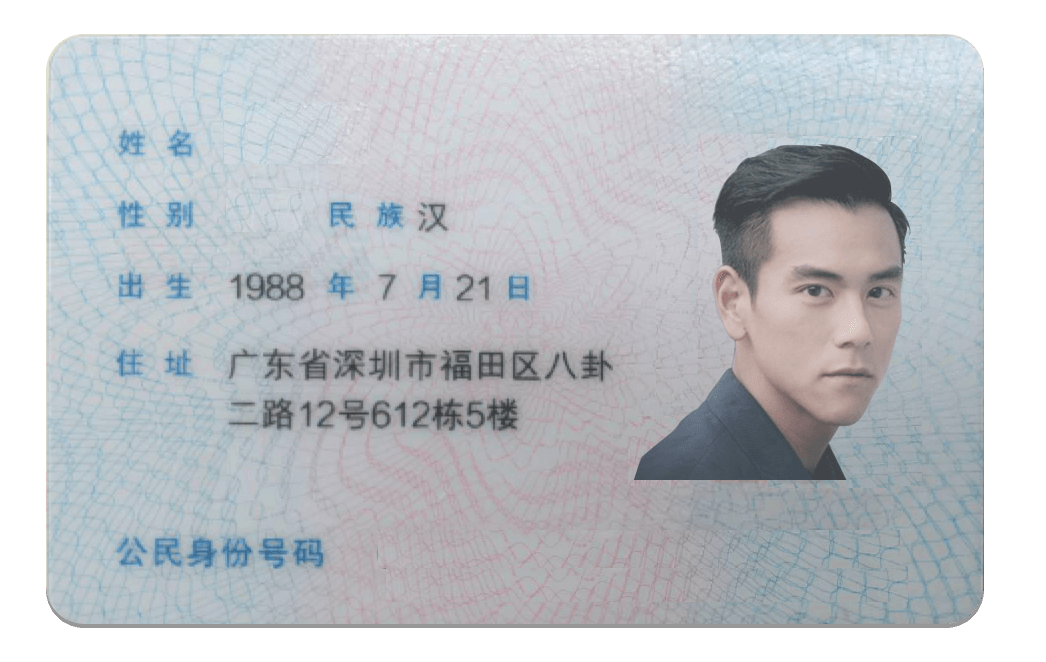 姓名
性别 民族汉
出生 1988 年 7 月 21 日
住址 广东省深圳市福田区八卦
二路12号612栋5楼
公民身份号码